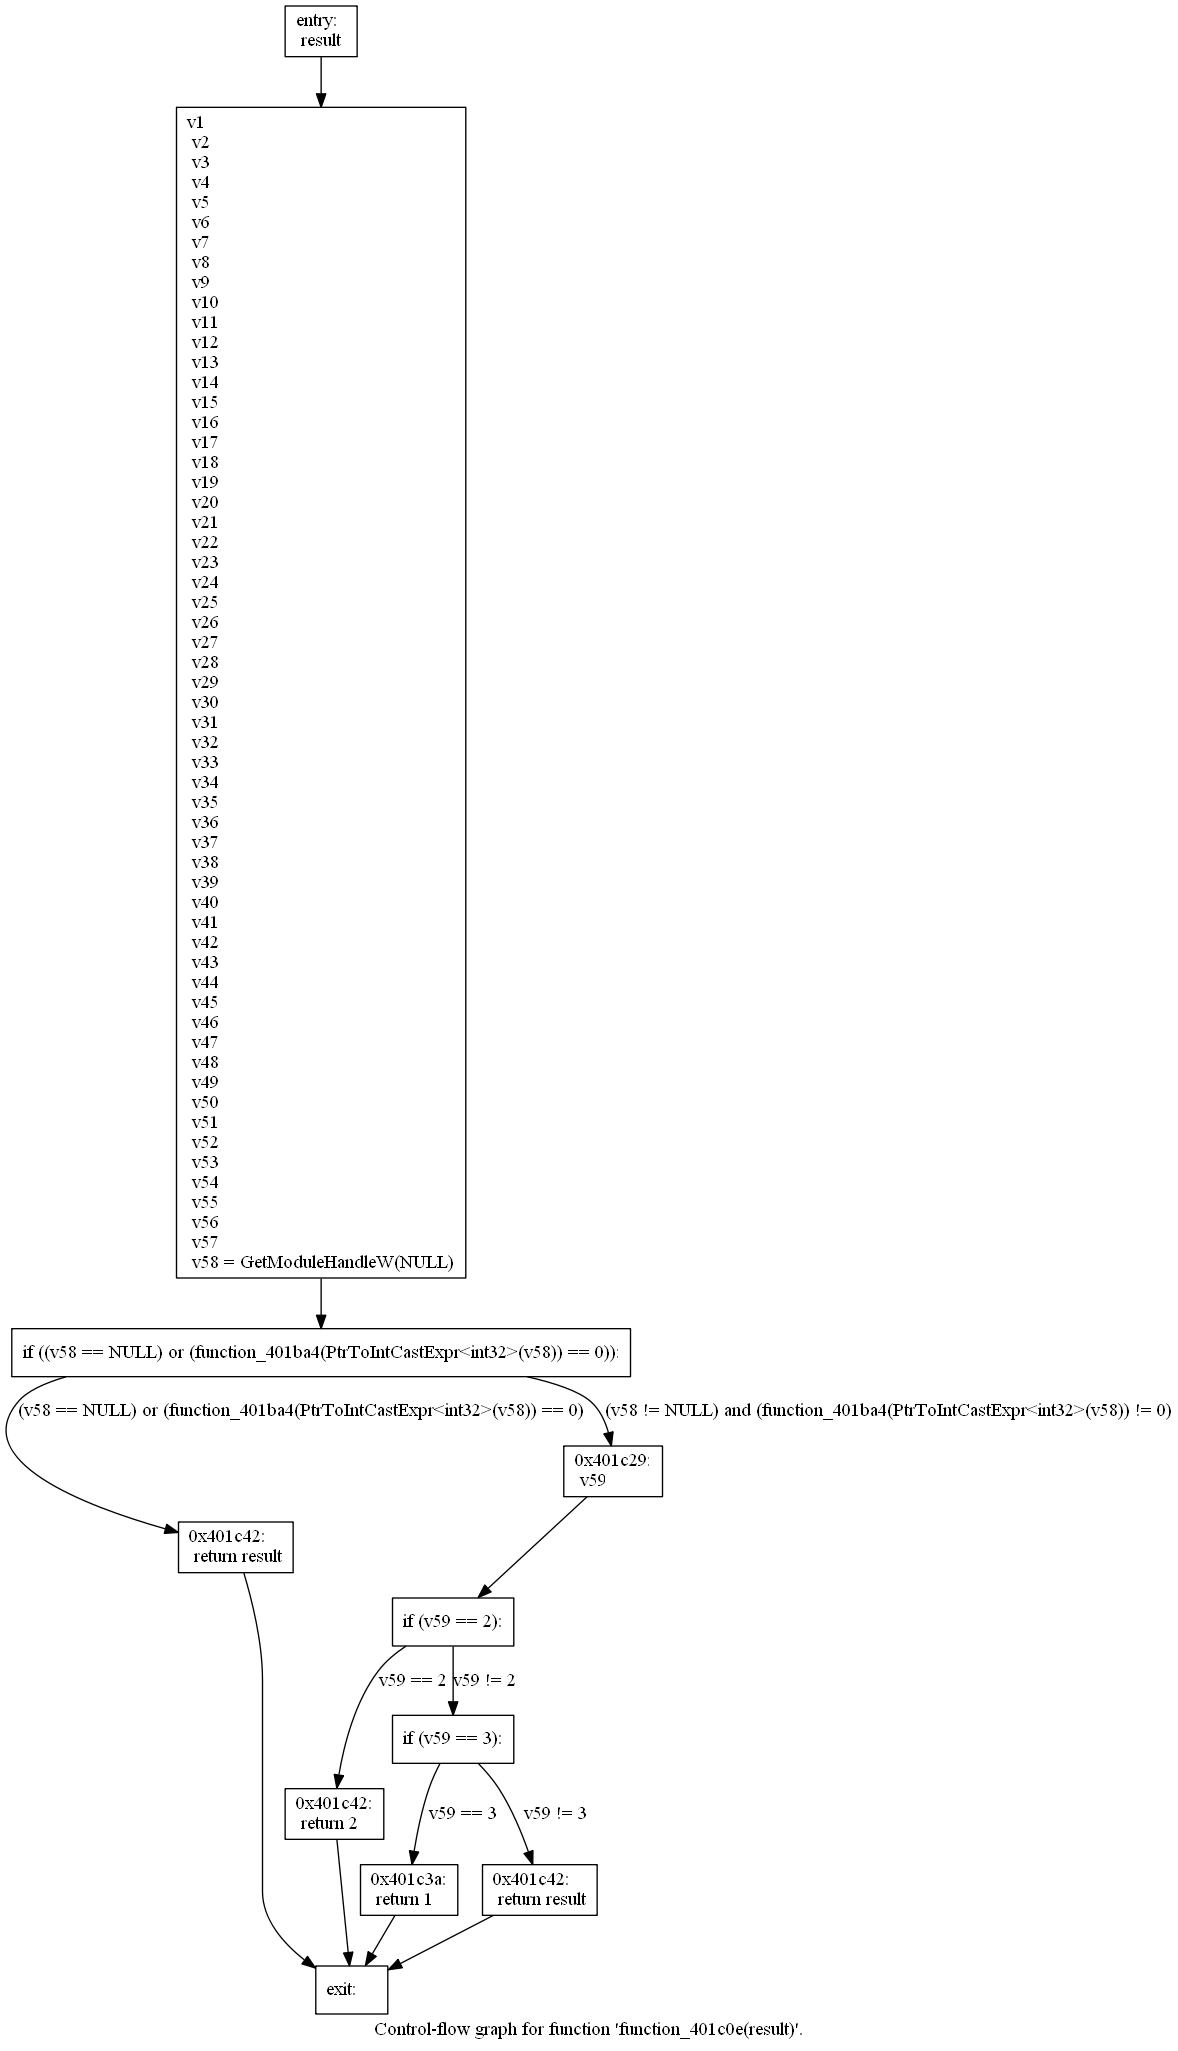 entry:
result
v1
v2
v3
v4
v5
v6
v7
v8
v9
v10
v11
v12
v13
v14
v15
v16
v17
v18
v19
v20
v21
v22
v23
v24
v25
v26
v27
v28
v29
v30
v31
v32
v33
v34
v35
v36
v37
v38
v39
v40
v41
v42
v43
v44
v45
v46
v47
v48
v49
v50
v51
v52
v53
v54
v55
v56
v57
v58 = GetModuleHandleW(NULL)
if ((v58 == NULL) or (function_401ba4(PtrToIntCastExpr<int32>(v58)) == 0)):
(v58 == NULL) or (function_401ba4(PtrToIntCastExpr<int32>(v58)) == 0)
(v58 != NULL) and (function_401ba4(PtrToIntCastExpr<int32>(v58)) != 0)
0x401c29:
v59
0x401c42:
return result
if (v59 == 2):
v59 == 2
v59 != 2
if (v59 == 3):
0x401c42:
return 2
v59 == 3
v59 != 3
0x401c3a:
return 1
0x401c42:
return result
exit:
Control-flow graph for function 'function_401c0e(result)'.